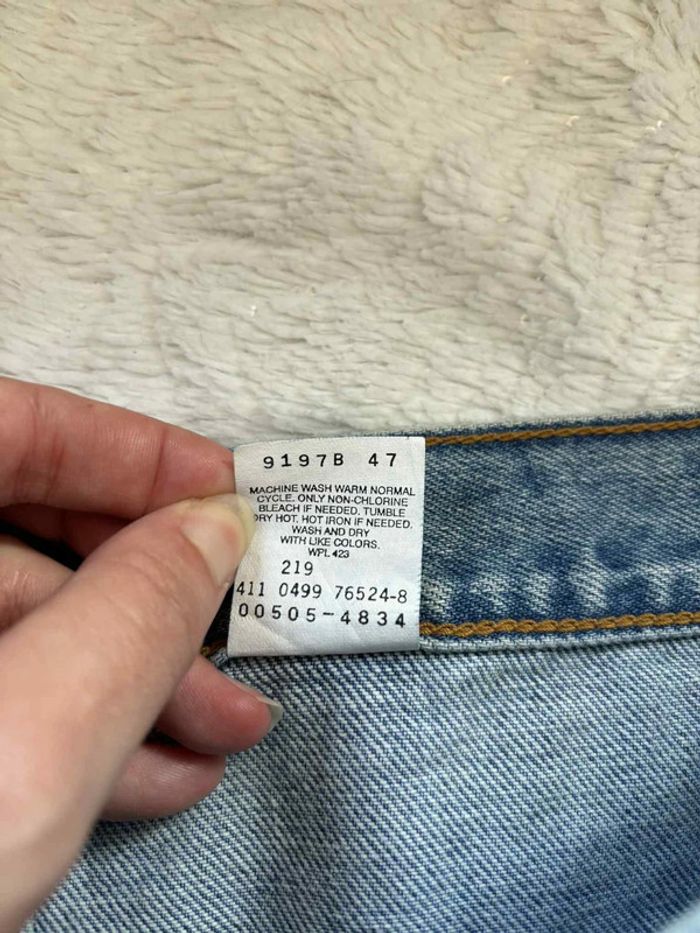 9197B 47
MACHINE WASH WARM NORMAL
CYCLE. ONLY NON-CHLORINE
BLEACH IF NEEDED. TUMBLE
DRY HOT. HOT IRON IF NEEDED.
WASH AND DRY
WITH LIKE COLORS.
WPL 423
219
411 0499 76524-8
00505-4834